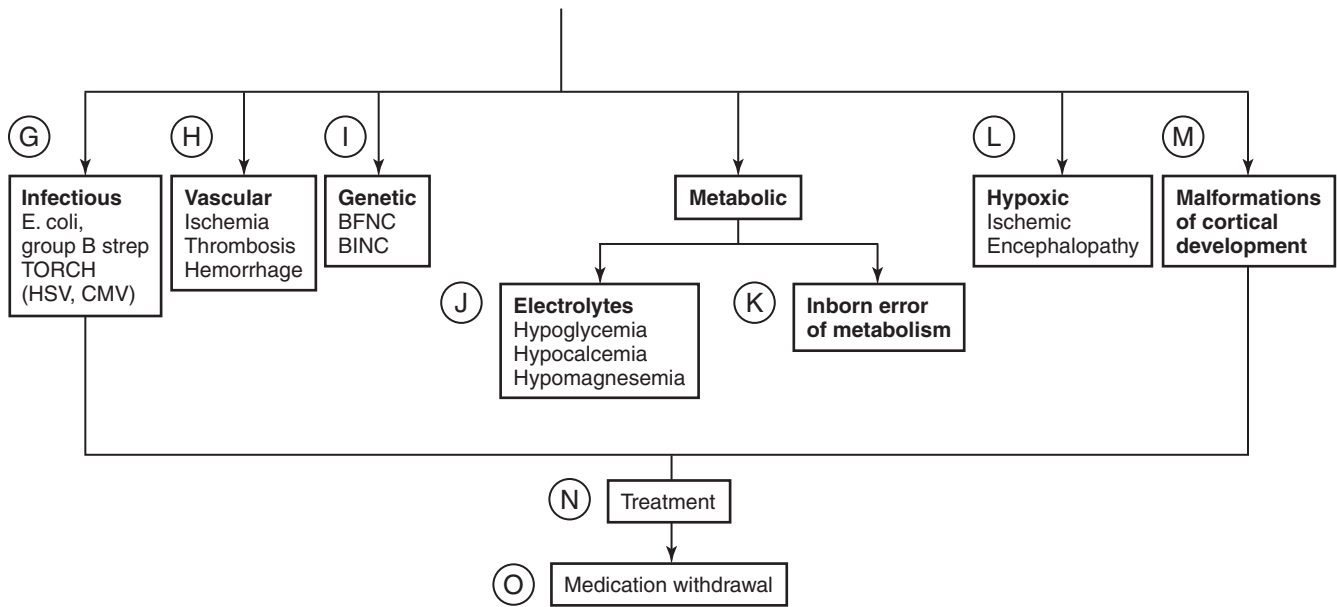 G
Infectious
E. coli,
group B strep
TORCH
(HSV, CMV)
H
Vascular
Ischemia
Thrombosis
Hemorrhage
I
Genetic
BFNC
BINC
Metabolic
J
Electrolytes
Hypoglycemia
Hypocalcemia
Hypomagnesemia
K
Inborn error
of metabolism
L
Hypoxic
Ischemic
Encephalopathy
M
Malformations
of cortical
development
N
Treatment
O
Medication withdrawal